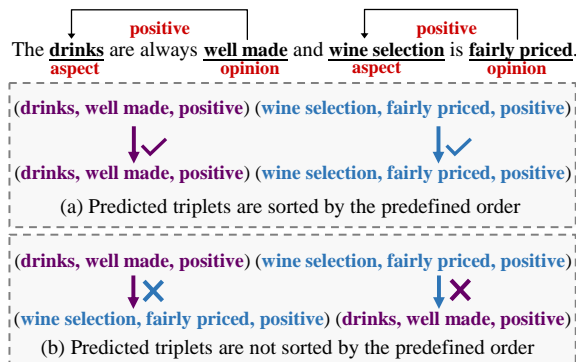 positive positive
The drinks are always well made and wine selection is fairly priced.
aspect opinion aspect opinion
(drinks, well made, positive) (wine selection, fairly priced, positive)
(drinks, well made, positive) (wine selection, fairly priced, positive)
(a) Predicted triplets are sorted by the predefined order
(drinks, well made, positive) (wine selection, fairly priced, positive)
(wine selection, fairly priced, positive) (drinks, well made, positive)
(b) Predicted triplets are not sorted by the predefined order